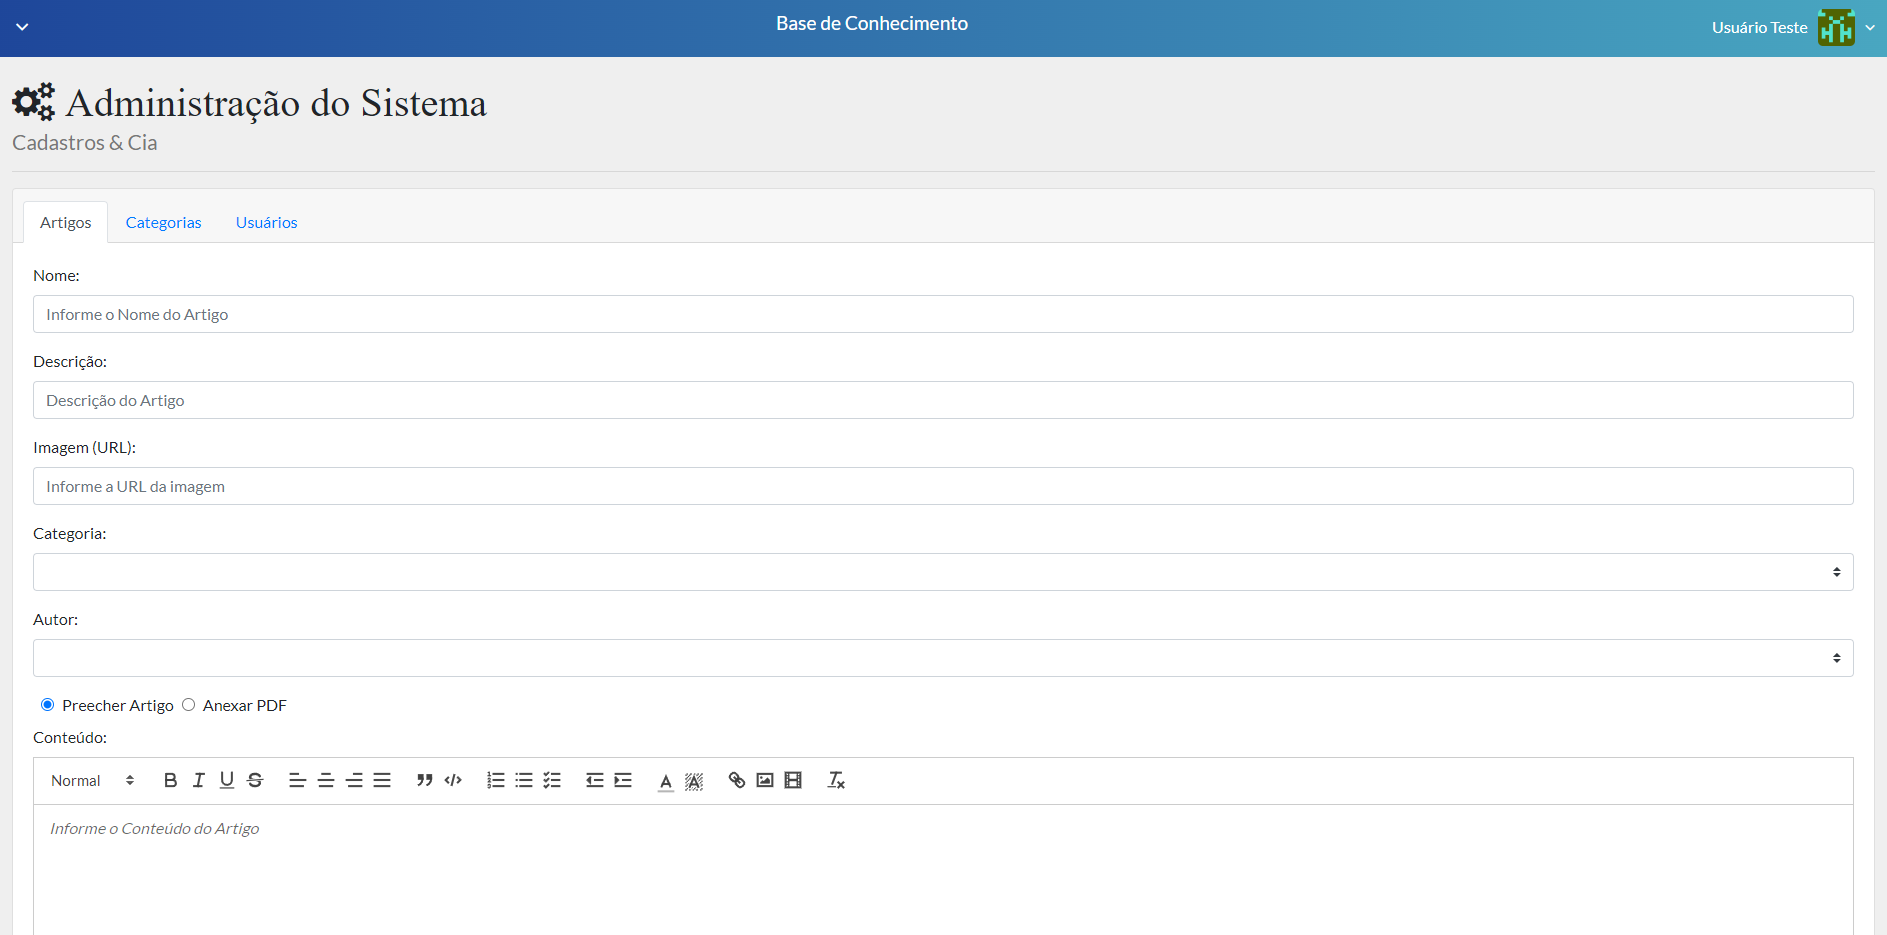 Base de Conhecimento
Usuário Teste
Administração do Sistema
Cadastros & Cia
Artigos Categorias Usuários
Nome:
Informe o Nome do Artigo
Descrição:
Descrição do Artigo
Imagem (URL):
Informe a URL da imagem
Categoria:
Autor:
Preecher Artigo Anexar PDF
Conteúdo:
Normal
Informe o Conteúdo do Artigo